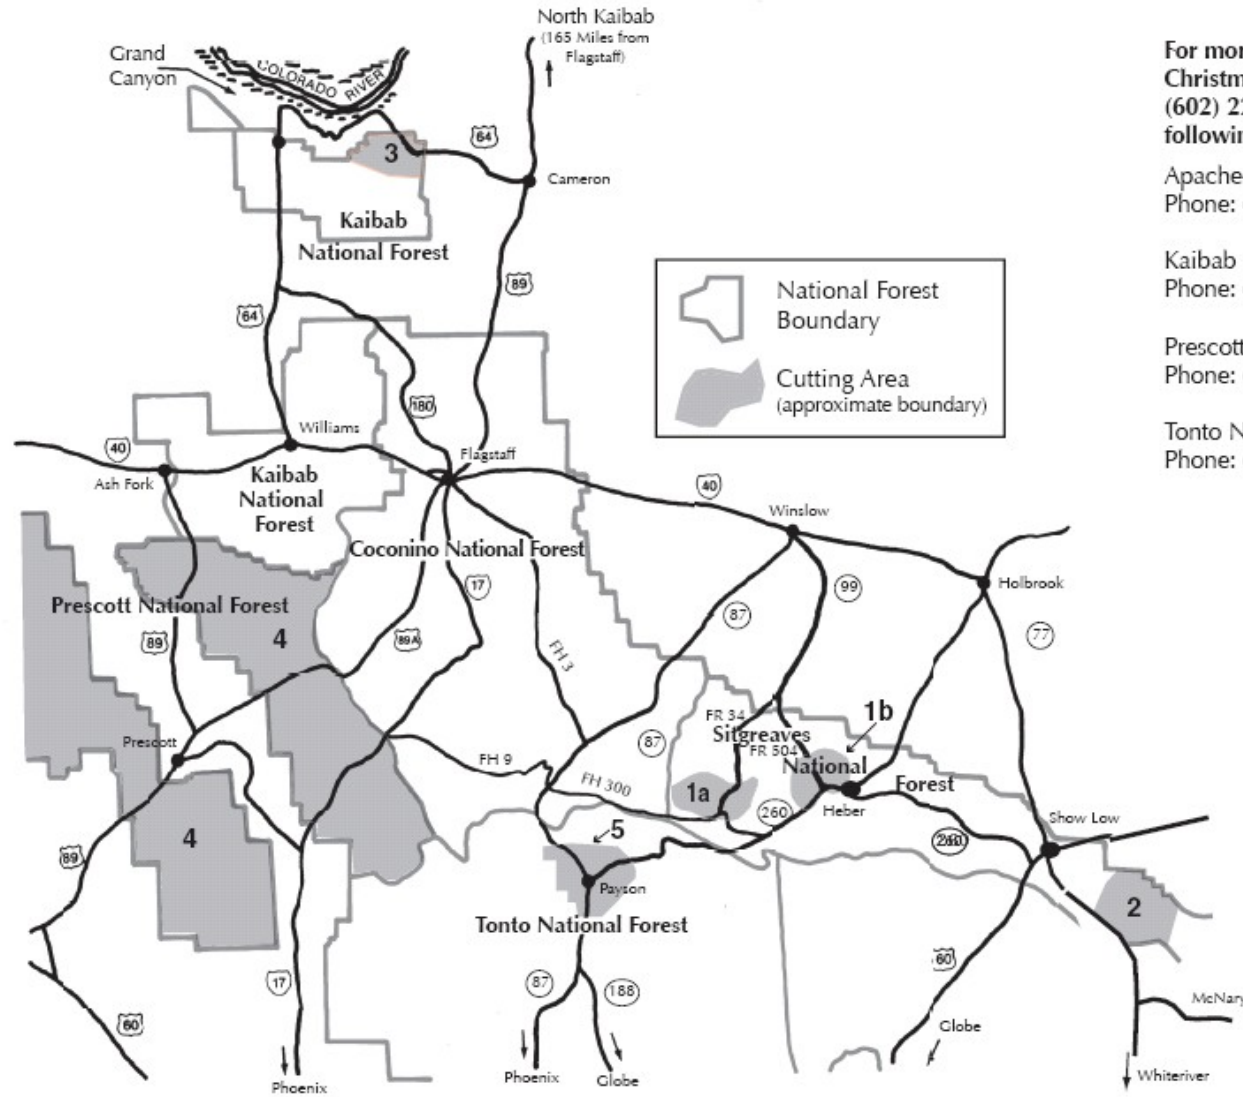 North Kaibab
(165 Miles from
Flagstaff)
Grand
Canyon
COLORADO RIVER
64
3
Cameron
Kaibab
National Forest
89
64
National Forest
Boundary
Cutting Area
(approximate boundary)
180
Williams
40
Flagstaff
Ash Fork
Kaibab
National
Forest
40
Winslow
Coconino National Forest
17
99
Holbrook
Prescott National Forest
4
89
89A
FH 3
87
77
FR 34
1b
Sitgreaves
FR 504
87
Prescott
FH 9
National
FH 300
1a
Forest
260
Heber
Show Low
5
4
89
Payson
2
Tonto National Forest
60
17
87
188
60
McNary
Globe
Phoenix
Phoenix
Globe
Whiteriver
For mor
Christm
(602) 2
followin
Apache
Phone:
Kaibab
Phone:
Prescott
Phone:
Tonto N
Phone: